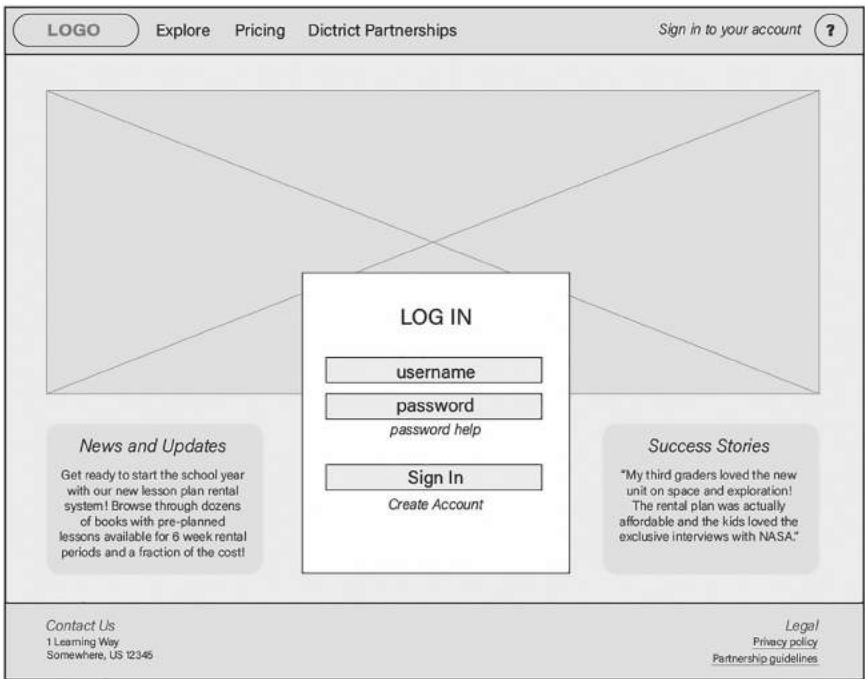 LOGO
Explore
Pricing
Dictrict Partnerships
Sign in to your account
?
LOG IN
username
password
password help
Sign In
Create Account
News and Updates
Get ready to start the school year
with our new lesson plan rental
system! Browse through dozens
of books with pre-planned
lessons available for 6 week rental
periods and a fraction of the cost!
Success Stories
"My third graders loved the new
unit on space and exploration!
The rental plan was actually
affordable and the kids loved the
exclusive interviews with NASA."
Contact Us
1 Learning Way
Somewhere, US 12345
Legal
Privacy policy
Partnership guidelines